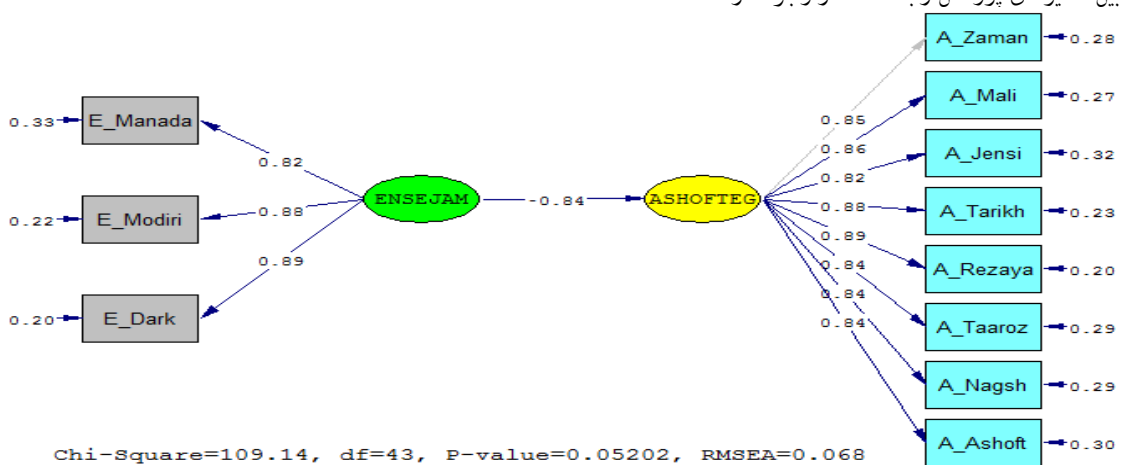 A_Zaman 0.28
A_Mali 0.27
0.33 E_Manada
0.85
0.86
A_Jensi 0.32
0.82
0.82
ENSEJAM -0.84 ASHOFTEG
0.88
A_Tarikh 0.23
0.22 E_Modiri 0.88
0.89
0.89
A_Rezaya 0.20
0.84
0.84
0.20 E_Dark
0.84
A_Taaroz 0.29
A_Nagsh 0.29
A_Ashoft 0.30
Chi-Square=109.14, df=43, P-value=0.05202, RMSEA=0.068